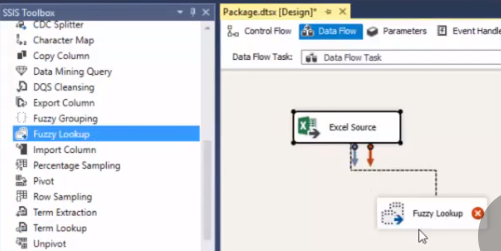 SSIS Toolbox
CDC Splitter
Character Map
Copy Column
Data Mining Query
DQS Cleansing
Export Column
Fuzzy Grouping
Fuzzy Lookup
Import Column
Percentage Sampling
Pivot
Row Sampling
Term Extraction
Term Lookup
Unpivot
Package.dtsx [Design]*
Control Flow
Data Flow
Parameters
Event Handle
Data Flow Task:
Data Flow Task
Excel Source
Fuzzy Lookup